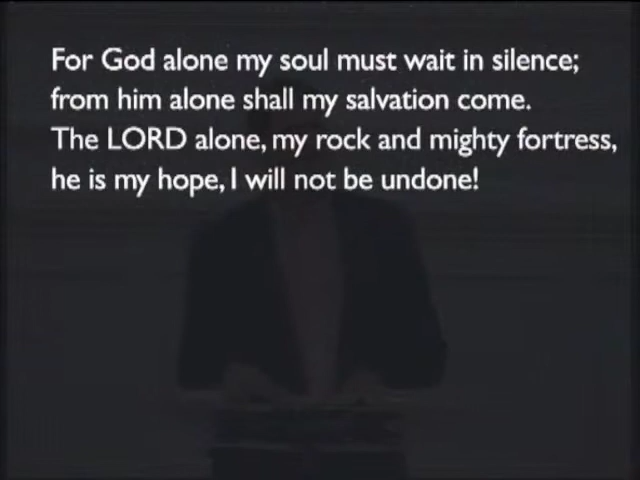 For God alone my soul must wait in silence;
from him alone shall my salvation come.
The LORD alone, my rock and mighty fortress,
he is my hope, I will not be undone!